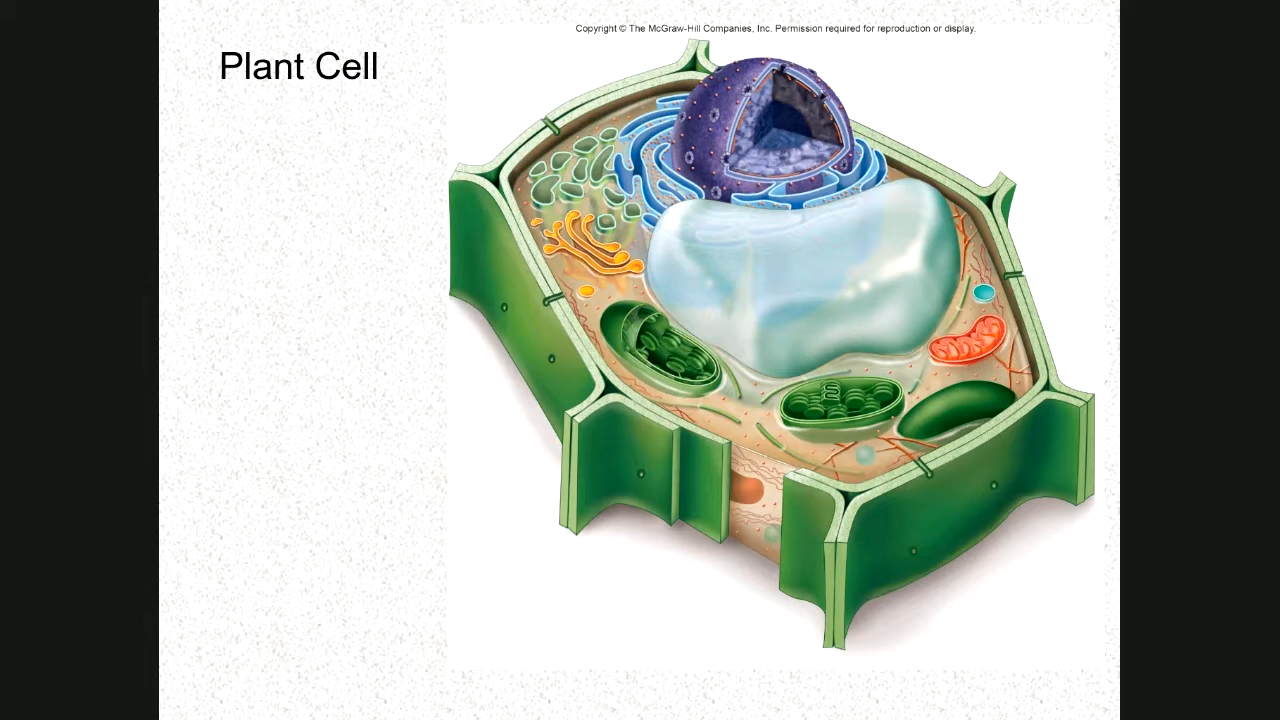 Copyright © The McGraw-Hill Companies, Inc. Permission required for reproduction or display.
Plant Cell